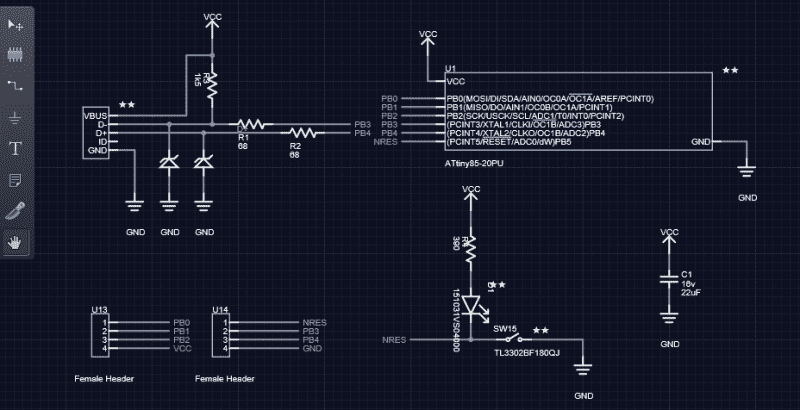 VCC
VCC
R3
1k5
U1
VCC
VBUS
D-
D+
ID
GND
R1
68
R2
68
PB3
PB4
PB0
PB1
PB2
PB3
PB4
NRES
PB0(MOSI/DI/SDA/AIN0/OC0A/OC1A/AREF/PCINT0)
PB1(MISO/DO/AIN1/OC0B/OC1A/PCINT1)
PB2(SCK/USCK/SCL/ADC1/T0/INT0/PCINT2)
(PCINT3/XTAL1/CLKI/OC1B/ADC3)PB3
(PCINT4/XTAL2/CLKO/OC1B/ADC2)PB4
(PCINT5/RESET/ADC0/dW)PB5
GND
ATtiny85-20PU
GND
GND
GND
GND
VCC
390
151031VS04000
NRES
SW15
TL3302BF180QJ
GND
VCC
C1
16v
22uF
GND
U13
1
2
3
4
PB0
PB1
PB2
VCC
Female Header
U14
1
2
3
4
NRES
PB3
PB4
GND
Female Header